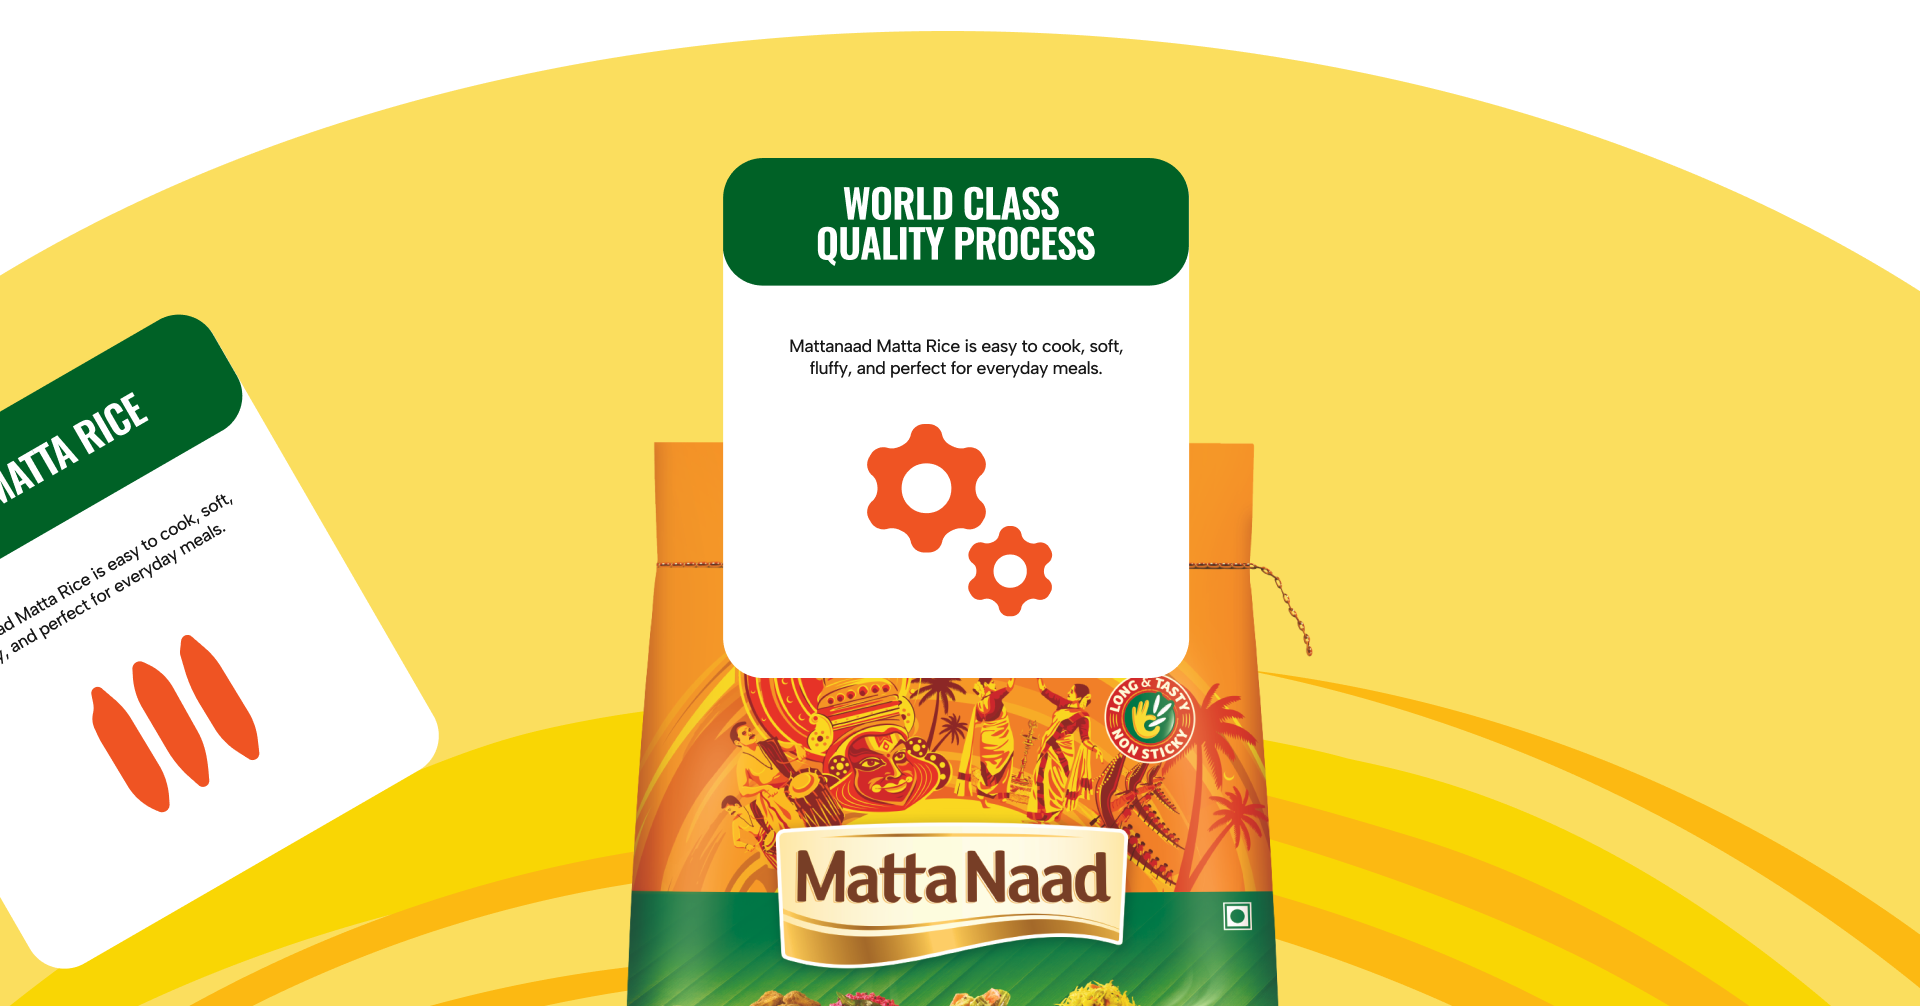 WORLD CLASS
QUALITY PROCESS
Mattanaad Matta Rice is easy to cook, soft,
fluffy, and perfect for everyday meals.
MATTA RICE
Matta Rice is easy to cook, soft,
and perfect for everyday meals.
LONG & TASTY
NON STICKY
Matta Naad